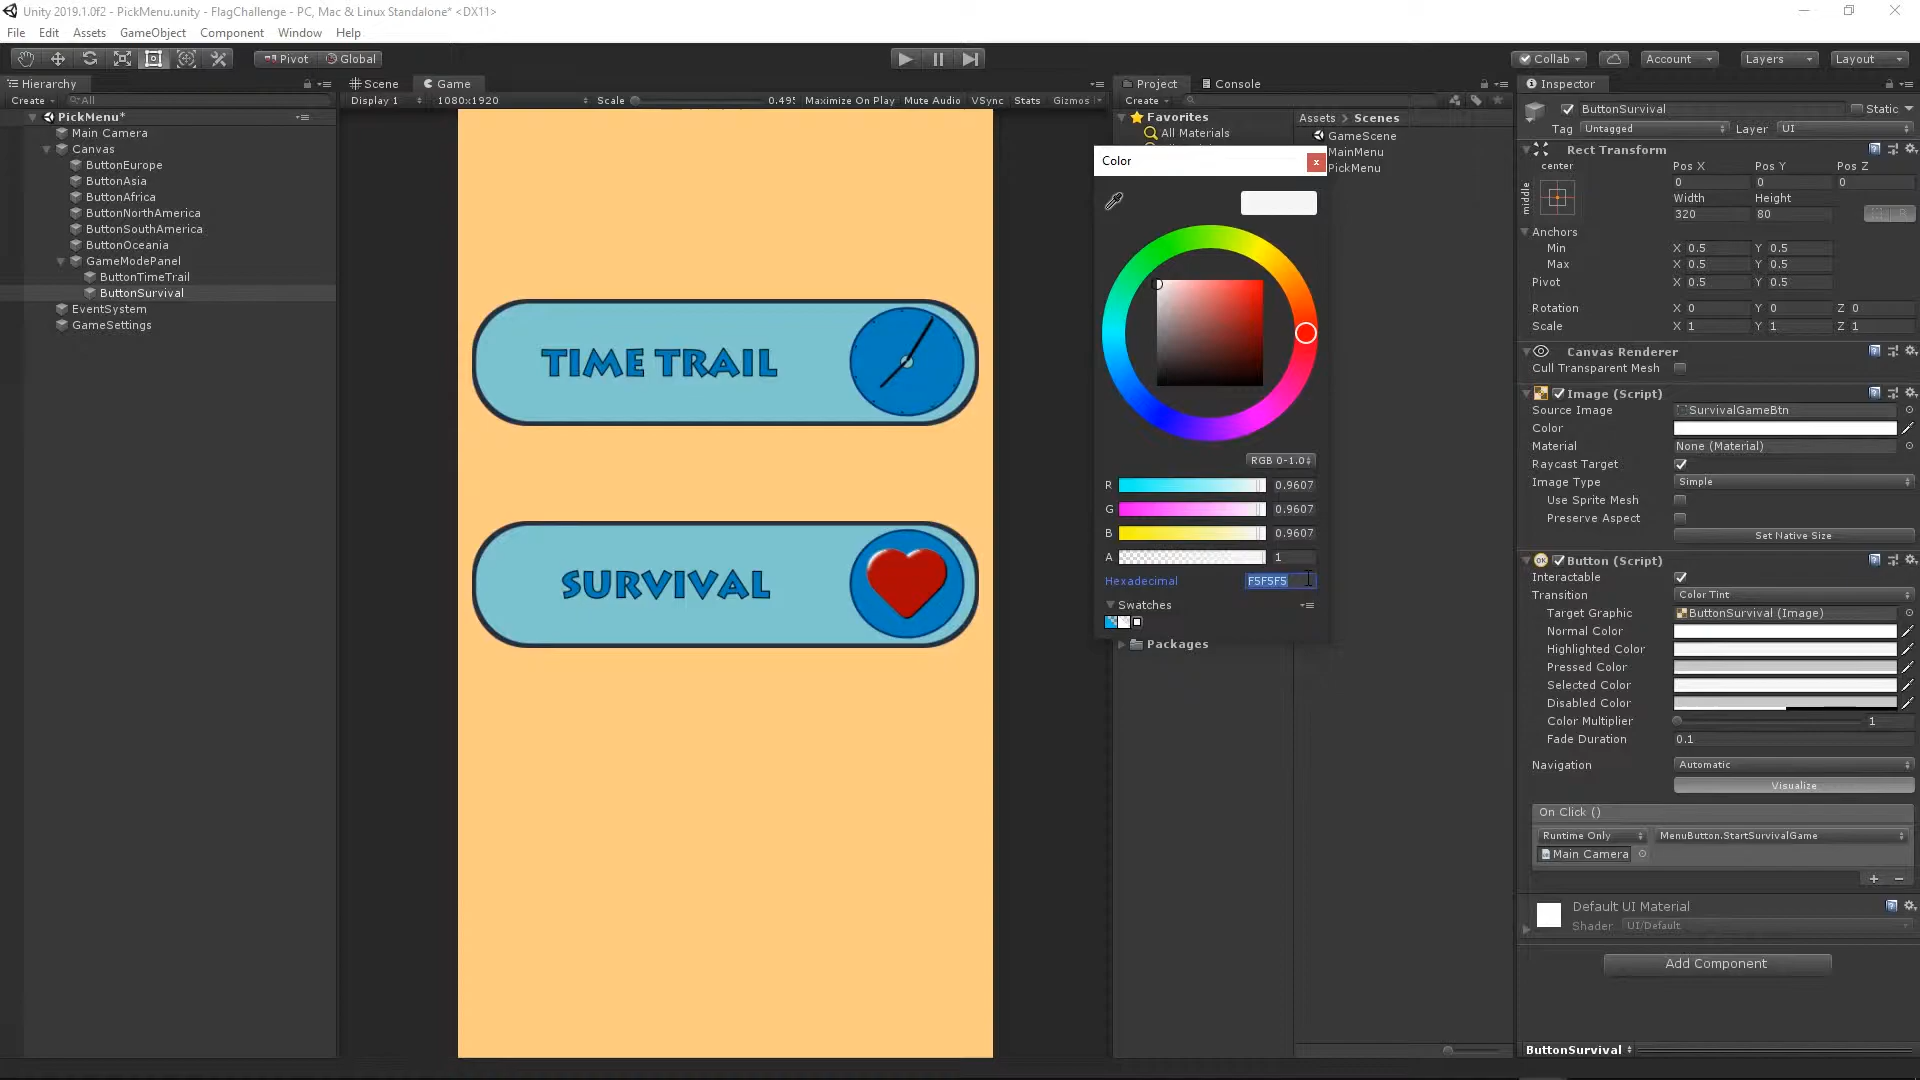 Unity 2019.1.0f2 - PickMenu.unity - FlagChallenge - PC, Mac & Linux Standalone* <DX11>
File Edit Assets GameObject Component Window Help
Pivot Global
Collab Account Layers Layout
Hierarchy
Create All
PickMenu*
Main Camera
Canvas
ButtonEurope
ButtonAsia
ButtonAfrica
ButtonNorthAmerica
ButtonSouthAmerica
ButtonOceania
GameModePanel
ButtonTimeTrail
ButtonSurvival
EventSystem
GameSettings
Scene Game
Display 1 1080x1920 Scale 0.495 Maximize On Play Mute Audio VSync Stats Gizmos
TIME TRAIL
SURVIVAL
Project Console
Create
Favorites
All Materials
Assets > Scenes
GameScene
MainMenu
PickMenu
Color
RGB 0-1.0
R 0.9607
G 0.9607
B 0.9607
A 1
Hexadecimal F5F5F5
Swatches
Packages
Inspector
ButtonSurvival Static
Tag Untagged Layer UI
Rect Transform
center Pos X Pos Y Pos Z
middle 0 0 0
Width Height
320 80 R
Anchors
Min X 0.5 Y 0.5
Max X 0.5 Y 0.5
Pivot X 0.5 Y 0.5
Rotation X 0 Y 0 Z 0
Scale X 1 Y 1 Z 1
Canvas Renderer
Cull Transparent Mesh
Image (Script)
Source Image SurvivalGameBtn
Color
Material None (Material)
Raycast Target
Image Type Simple
Use Sprite Mesh
Preserve Aspect
Set Native Size
OK Button (Script)
Interactable
Transition Color Tint
Target Graphic ButtonSurvival (Image)
Normal Color
Highlighted Color
Pressed Color
Selected Color
Disabled Color
Color Multiplier 1
Fade Duration 0.1
Navigation Automatic
Visualize
On Click ()
Runtime Only MenuButton.StartSurvivalGame
Main Camera
+ −
Default UI Material
Shader UI/Default
Add Component
ButtonSurvival